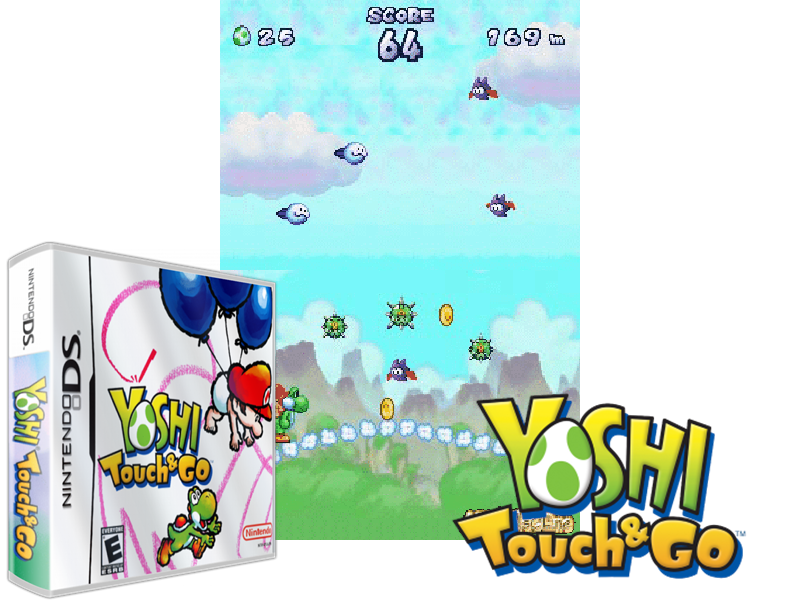 SCORE
25
64
169 m
NINTENDO DS
NINTENDO DS
YOSHI
Touch & Go
YOSHI
Touch & Go
EVERYONE
E
ESRB
Nintendo
YOSHI
Touch & Go
TM